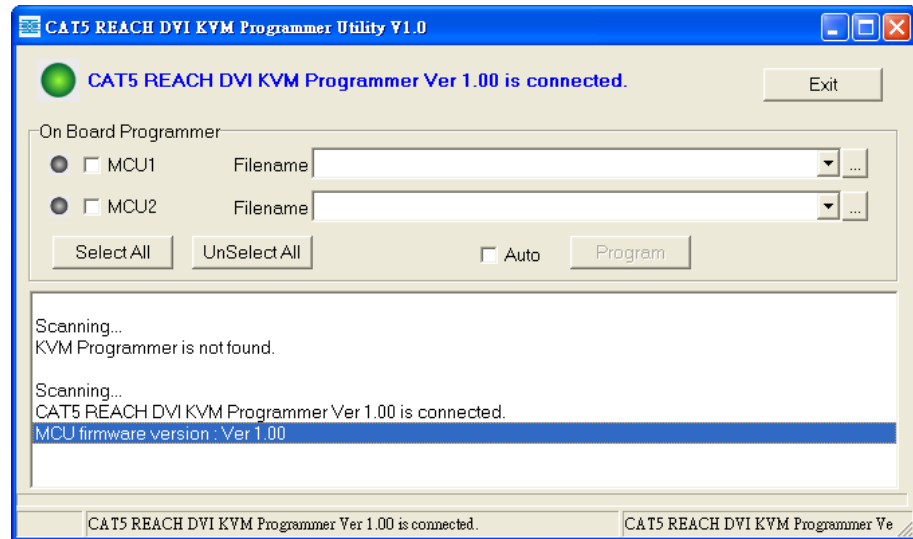 CAT5 REACH DVI KVM Programmer Utility V1.0
CAT5 REACH DVI KVM Programmer Ver 1.00 is connected.
Exit
On Board Programmer
MCU1 Filename ...
MCU2 Filename ...
Select All UnSelect All Auto Program
Scanning...
KVM Programmer is not found.
Scanning...
CAT5 REACH DVI KVM Programmer Ver 1.00 is connected.
MCU firmware version : Ver 1.00
CAT5 REACH DVI KVM Programmer Ver 1.00 is connected. CAT5 REACH DVI KVM Programmer Ve